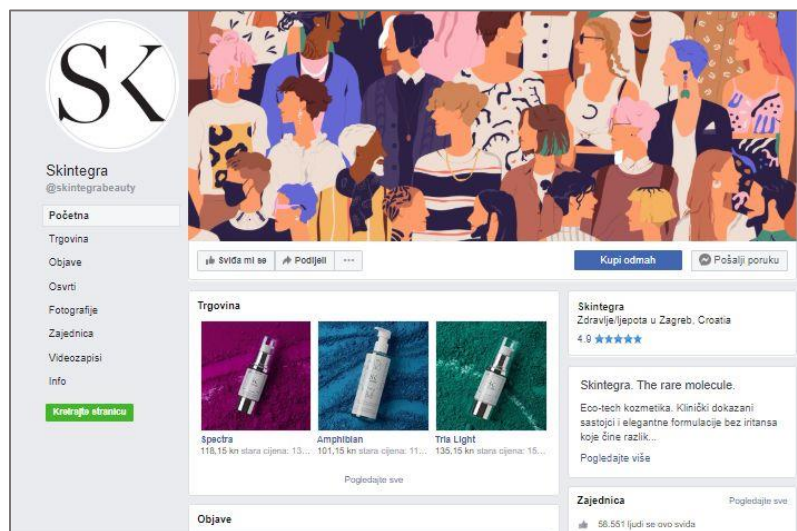 SK
Skintegra
@skintegrabeauty
Početna
Trgovina
Objave
Osvrti
Fotografije
Zajednica
Videozapisi
Info
Kreirajte stranicu
Sviđa mi se
Podijeli
...
Kupi odmah
Pošalji poruku
Trgovina
SK
SK
SK
Spectra
118,15 kn stara cijena: 13...
Amphibian
101,15 kn stara cijena: 11...
Tria Light
135,15 kn stara cijena: 15...
Pogledajte sve
Objave
Skintegra
Zdravlje/ljepota u Zagreb, Croatia
4.9 ★★★★★
Skintegra. The rare molecule.
Eco-tech kozmetika. Klinički dokazani
sastojci i elegantne formulacije bez iritansa
koje čine razlik...
Pogledajte više
Zajednica
Pogledajte sve
56.551 ljudi se ovo sviđa